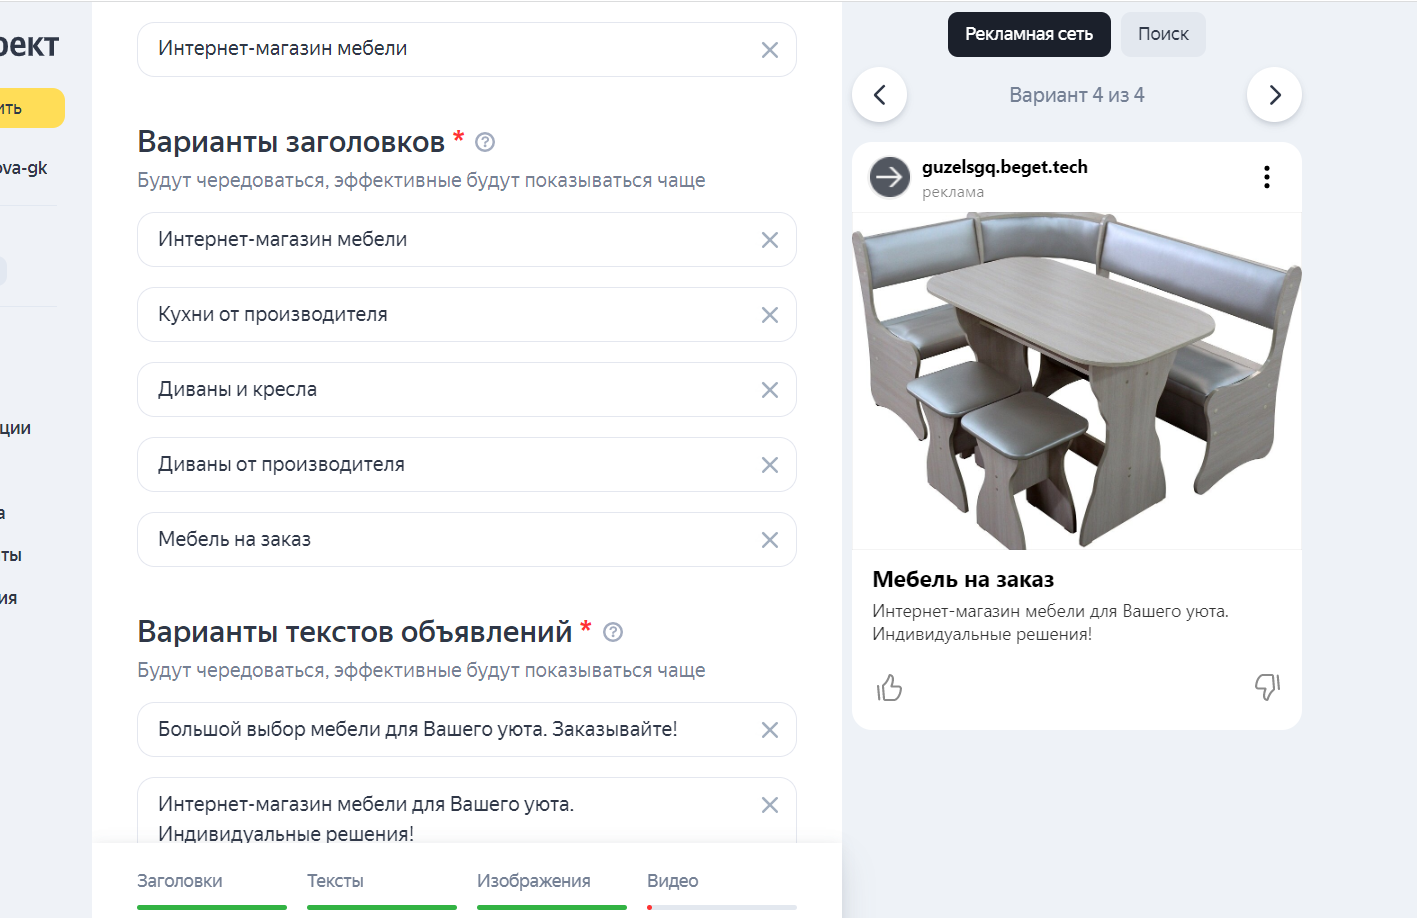 рект
ить
ova-gk
ции
а
ты
ия
Интернет-магазин мебели
Варианты заголовков *
Будут чередоваться, эффективные будут показываться чаще
Интернет-магазин мебели
Кухни от производителя
Диваны и кресла
Диваны от производителя
Мебель на заказ
Варианты текстов объявлений *
Будут чередоваться, эффективные будут показываться чаще
Большой выбор мебели для Вашего уюта. Заказывайте!
Интернет-магазин мебели для Вашего уюта.
Индивидуальные решения!
Заголовки
Тексты
Изображения
Видео
Рекламная сеть
Поиск
Вариант 4 из 4
guzelsgq.beget.tech
реклама
Мебель на заказ
Интернет-магазин мебели для Вашего уюта.
Индивидуальные решения!